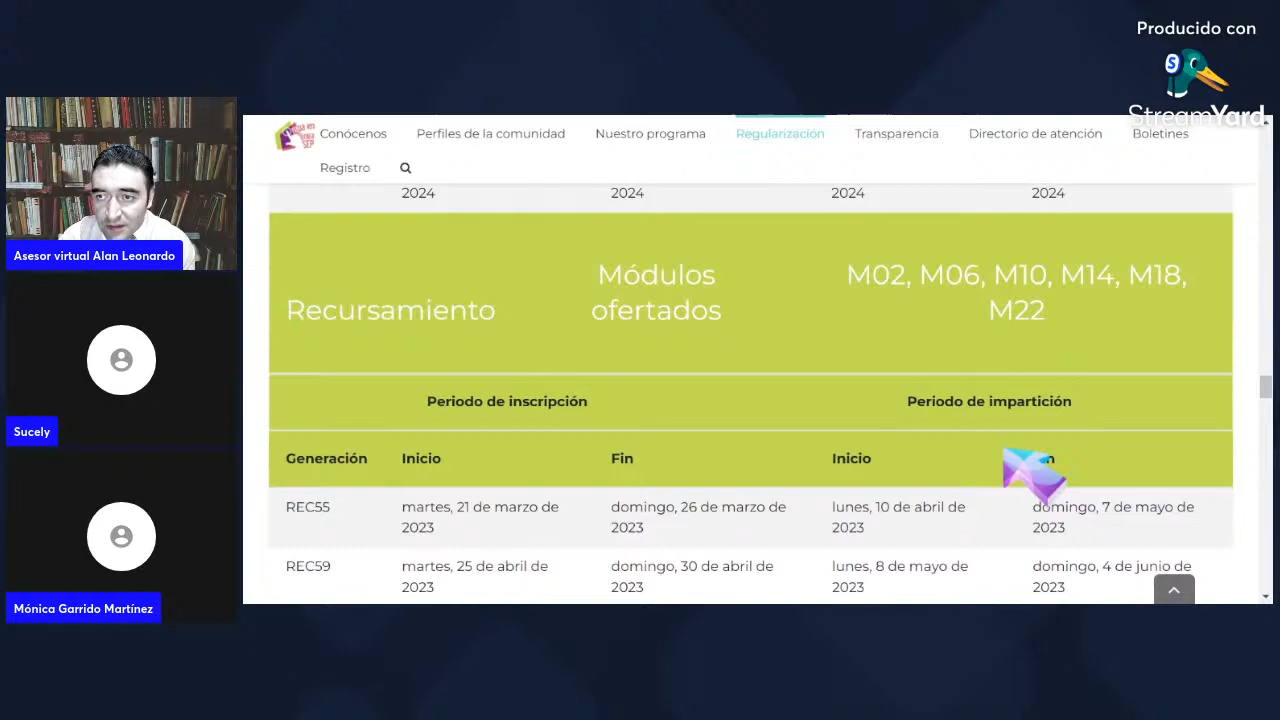 Producido con
StreamYard
Asesor virtual Alan Leonardo
Sucely
Mónica Garrido Martínez
Conócenos Perfiles de la comunidad Nuestro programa Regularización Transparencia Directorio de atención Boletines
Registro
2024 2024 2024 2024
Recursamiento Módulos ofertados M02, M06, M10, M14, M18, M22
Periodo de inscripción Periodo de impartición
Generación Inicio Fin Inicio
REC55 martes, 21 de marzo de 2023 domingo, 26 de marzo de 2023 lunes, 10 de abril de 2023 domingo, 7 de mayo de 2023
REC59 martes, 25 de abril de 2023 domingo, 30 de abril de 2023 lunes, 8 de mayo de 2023 domingo, 4 de junio de 2023